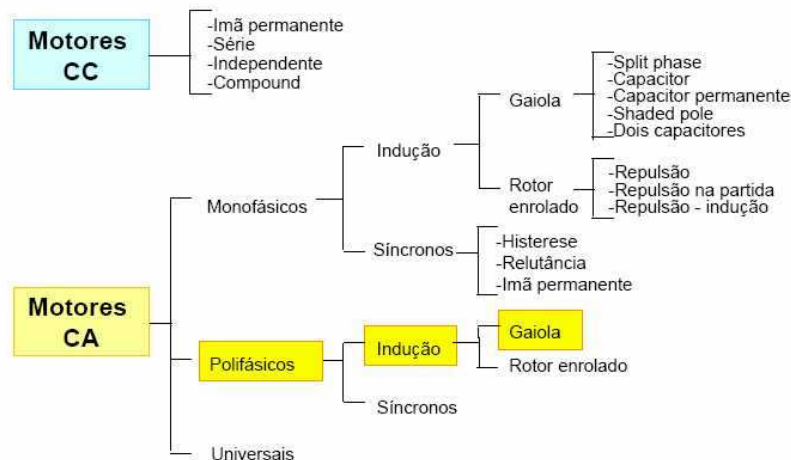 Motores
CC
-Imã permanente
-Série
-Independente
-Compound
Motores
CA
Monofásicos
Indução
Gaiola
-Split phase
-Capacitor
-Capacitor permanente
-Shaded pole
-Dois capacitores
Rotor
enrolado
-Repulsão
-Repulsão na partida
-Repulsão - indução
Síncronos
-Histerese
-Relutância
-Imã permanente
Polifásicos
Indução
Gaiola
Rotor enrolado
Síncronos
Universais